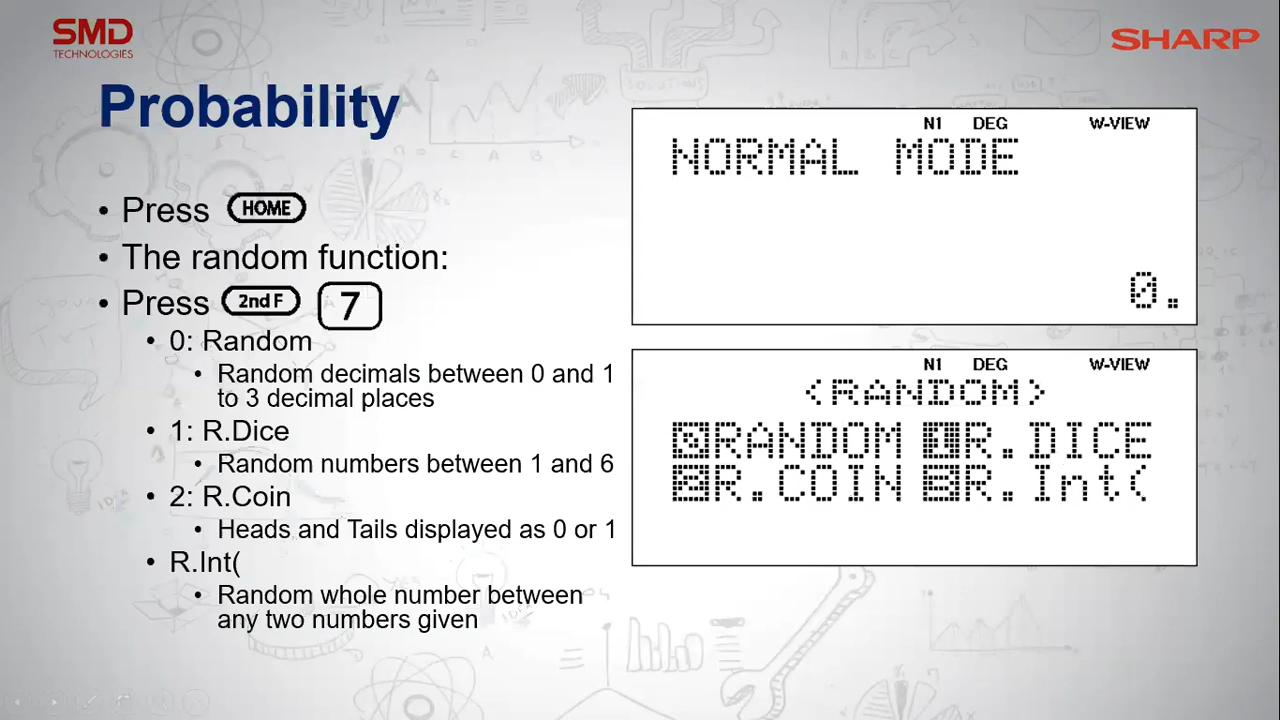 SMD
TECHNOLOGIES
SHARP
Probability
• Press HOME
• The random function:
• Press 2nd F 7
• 0: Random
• Random decimals between 0 and 1
to 3 decimal places
• 1: R.Dice
• Random numbers between 1 and 6
• 2: R.Coin
• Heads and Tails displayed as 0 or 1
• R.Int(
• Random whole number between
any two numbers given
N1 DEG W-VIEW
NORMAL MODE
0.
N1 DEG W-VIEW
<RANDOM>
0RANDOM 1R.DICE
2R.COIN 3R.Int(
SOLUTIONS